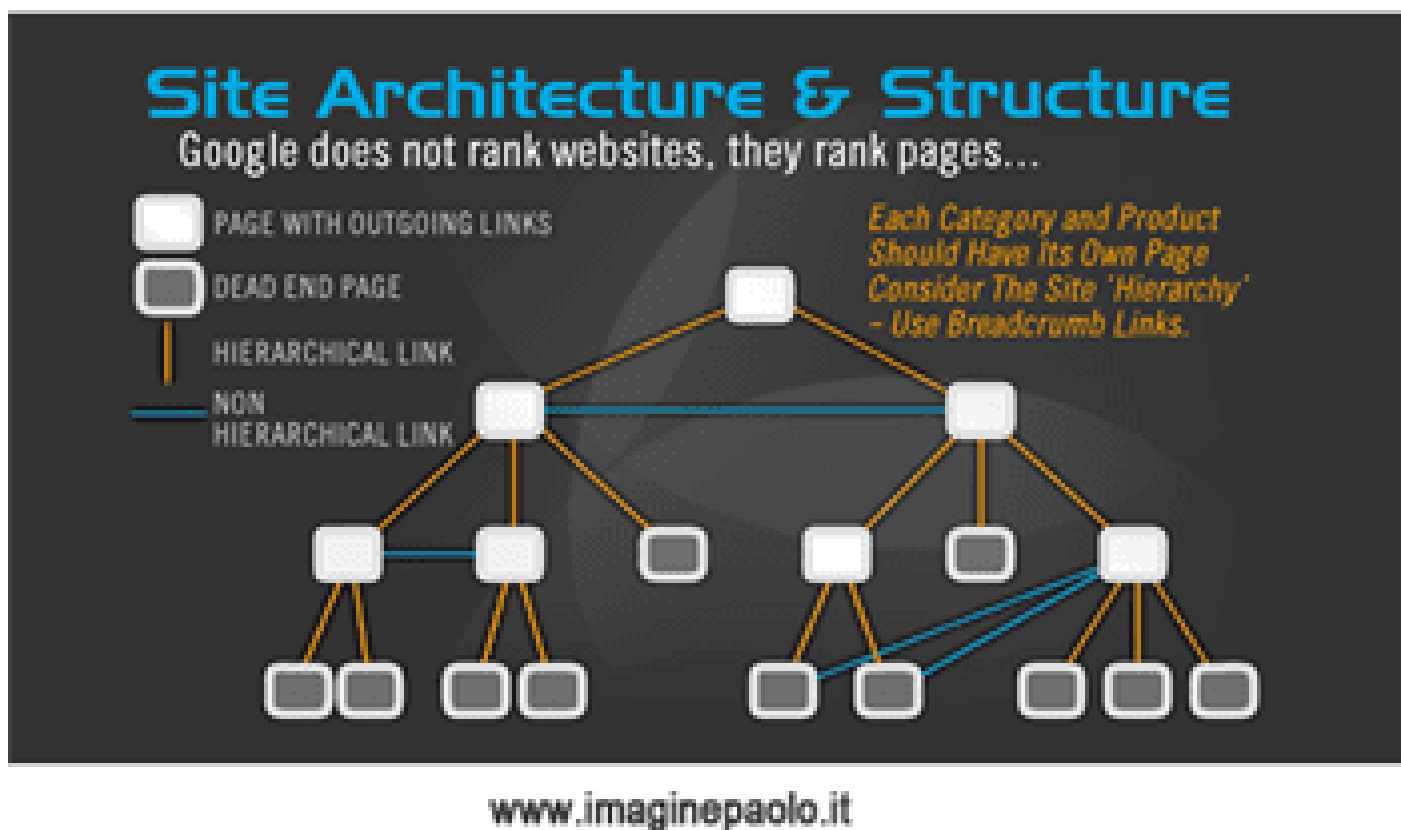 Site Architecture & Structure
Google does not rank websites, they rank pages...
PAGE WITH OUTGOING LINKS
DEAD END PAGE
HIERARCHICAL LINK
NON
HIERARCHICAL LINK
Each Category and Product
Should Have its Own Page
Consider The Site 'Hierarchy'
- Use Breadcrumb Links.
www.imaginepaolo.it